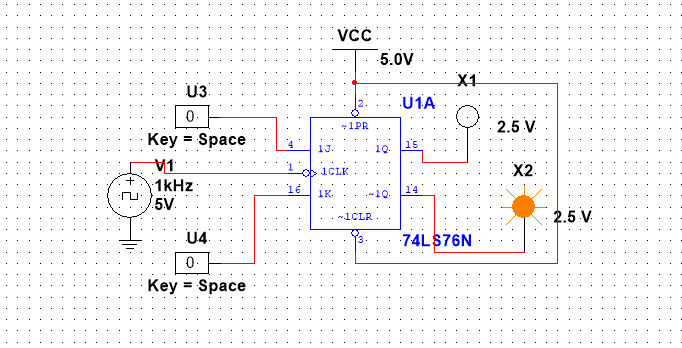 VCC
5.0V
X1
U3
2
U1A
0
~1PR
2.5 V
Key = Space
4
1J
1Q
15
V1
1
1CLK
X2
1kHz
16
1K
~1Q
14
5V
2.5 V
~1CLR
U4
3
74LS76N
0
Key = Space